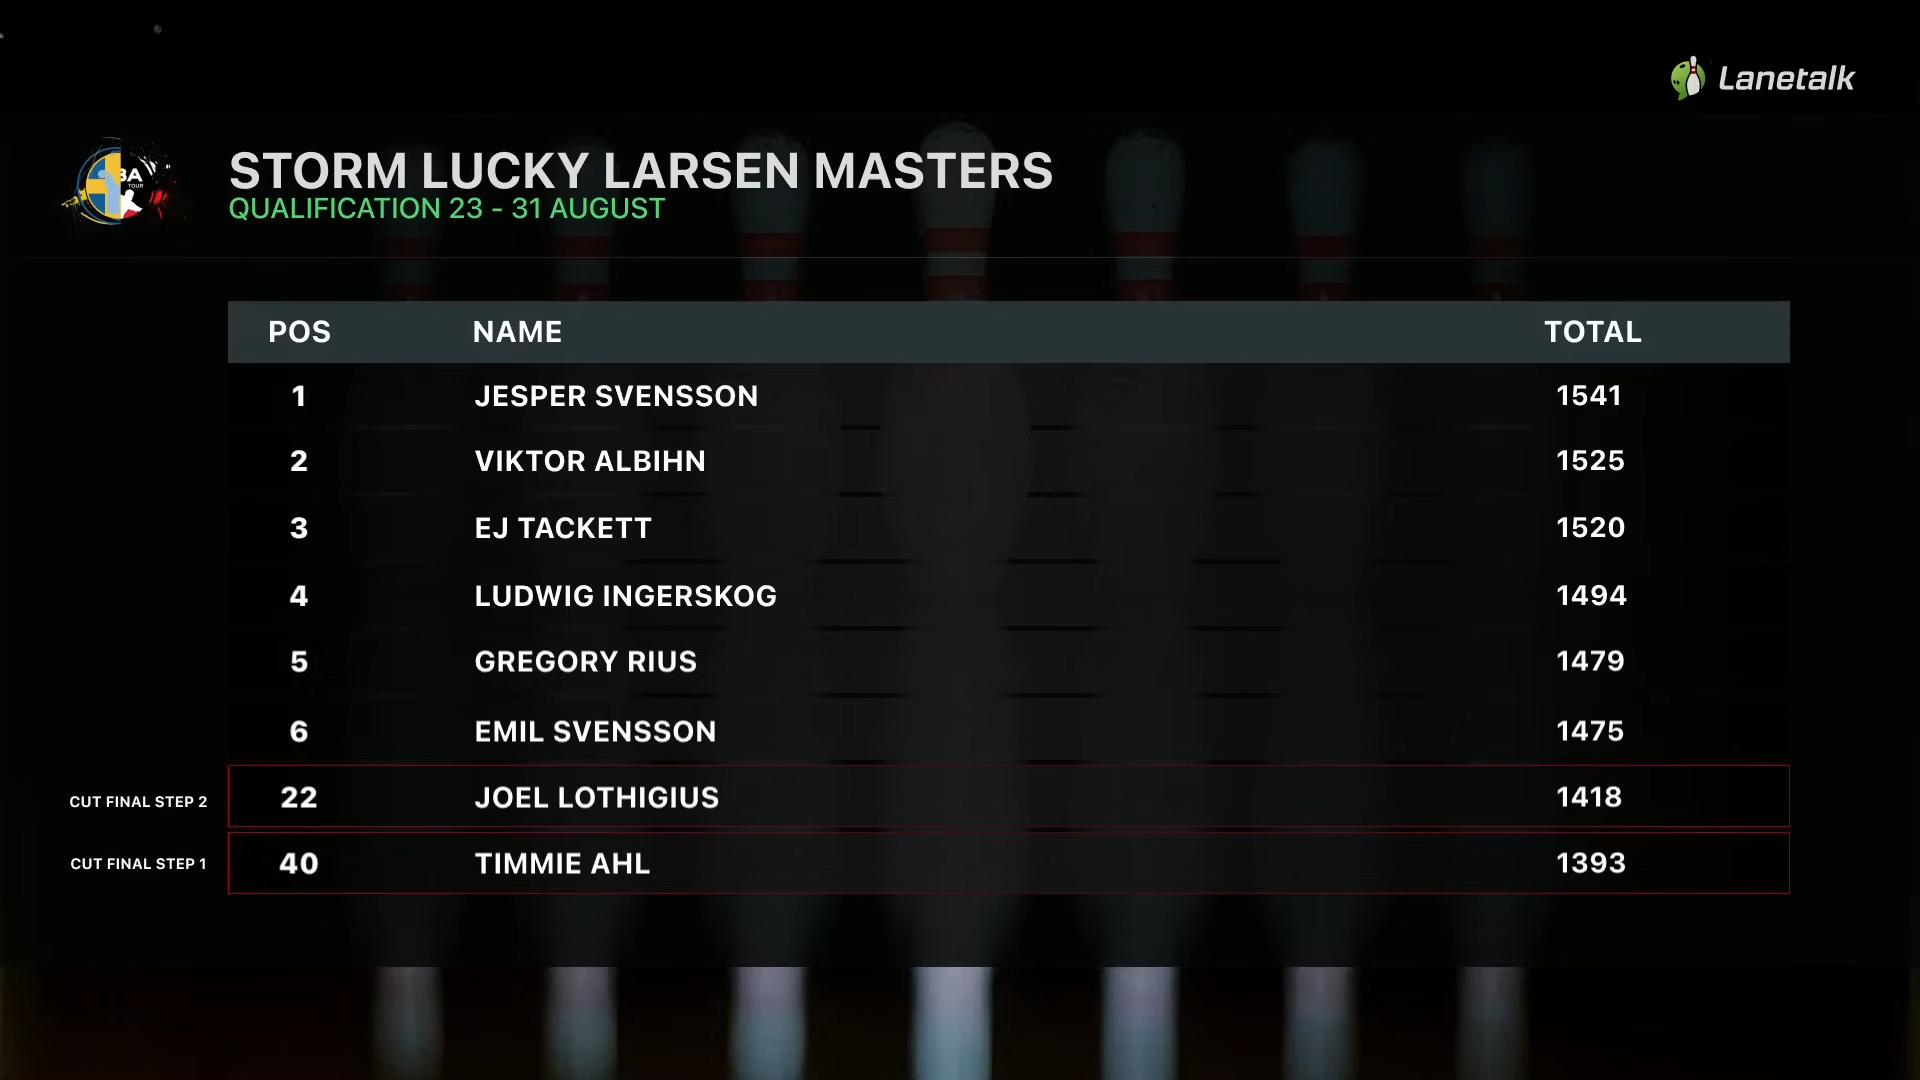 Lanetalk
BA
TOUR
STORM LUCKY LARSEN MASTERS
QUALIFICATION 23 - 31 AUGUST
POS NAME TOTAL
1 JESPER SVENSSON 1541
2 VIKTOR ALBIHN 1525
3 EJ TACKETT 1520
4 LUDWIG INGERSKOG 1494
5 GREGORY RIUS 1479
6 EMIL SVENSSON 1475
CUT FINAL STEP 2 22 JOEL LOTHIGIUS 1418
CUT FINAL STEP 1 40 TIMMIE AHL 1393